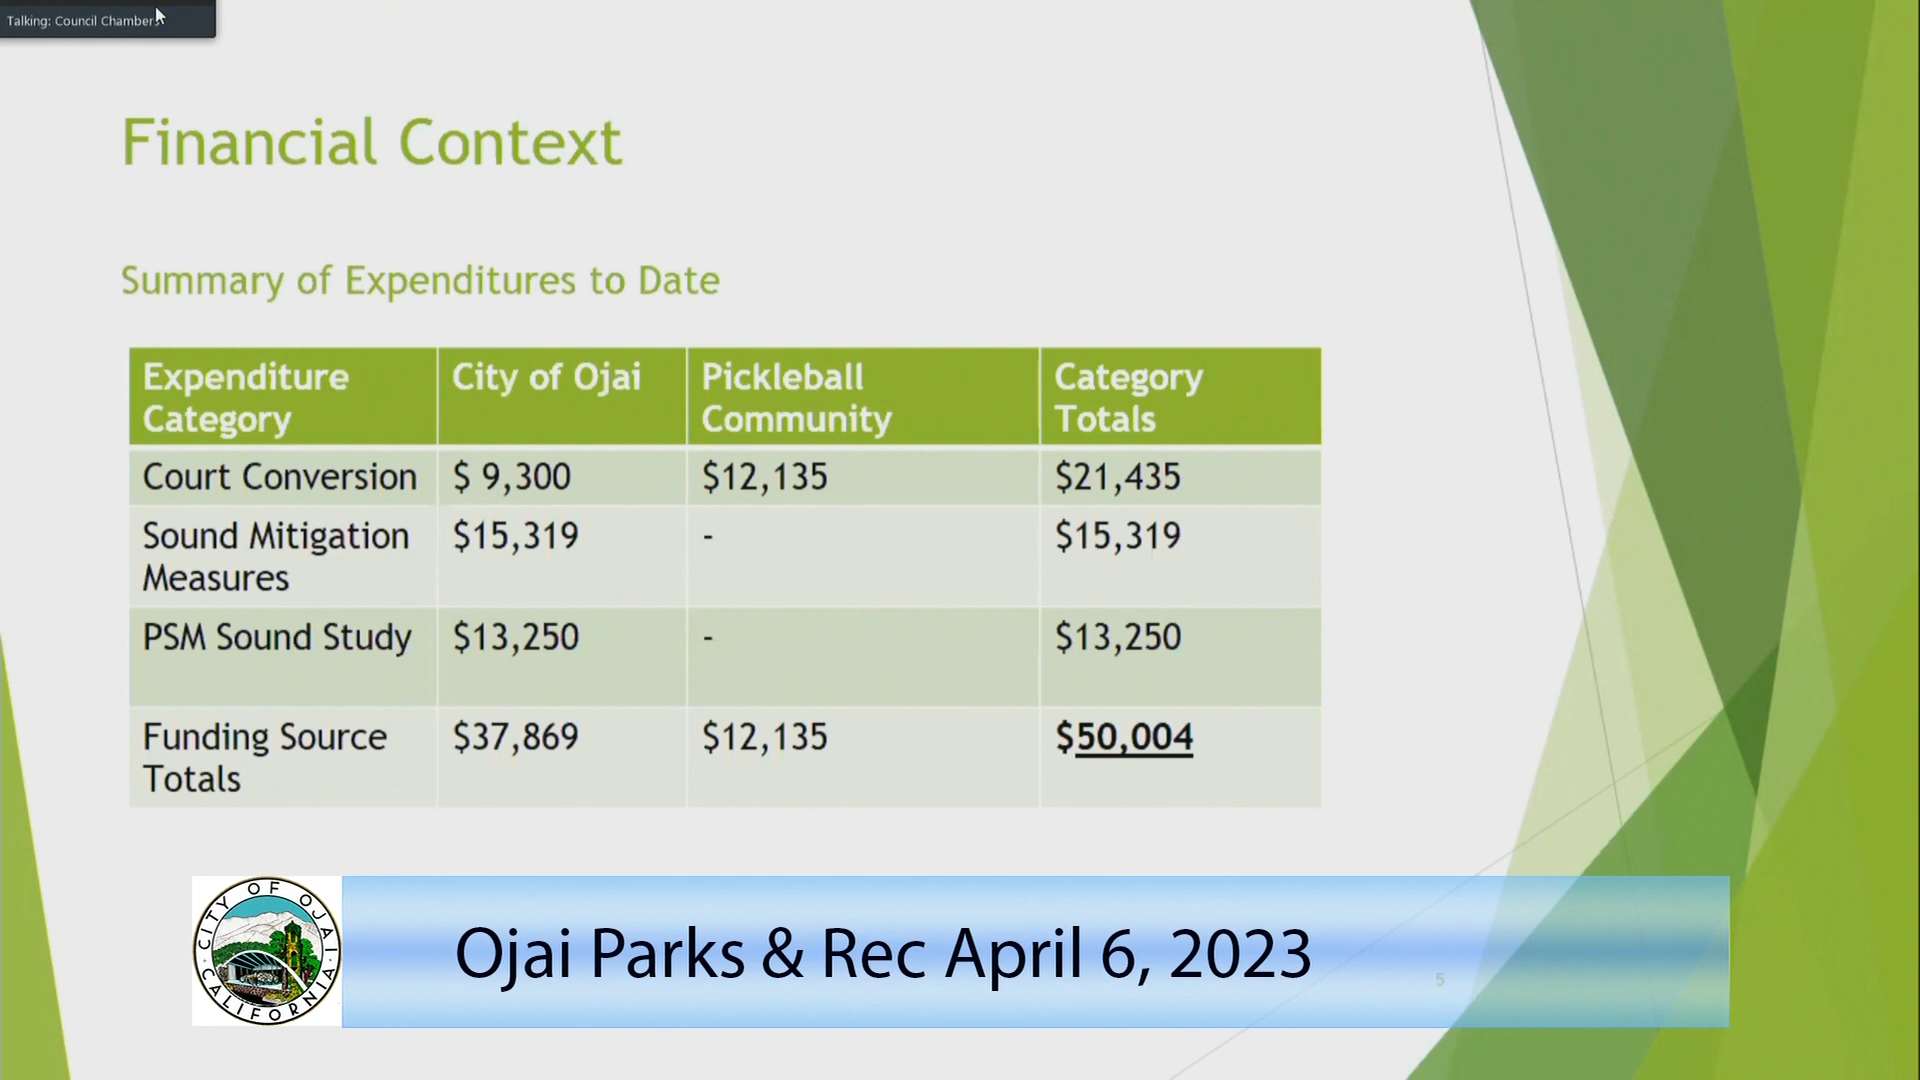 Talking: Council Chambers
Financial Context
Summary of Expenditures to Date
Expenditure Category City of Ojai Pickleball Community Category Totals
Court Conversion $ 9,300 $12,135 $21,435
Sound Mitigation Measures $15,319 - $15,319
PSM Sound Study $13,250 - $13,250
Funding Source Totals $37,869 $12,135 $50,004
CITY OF OJAI
CALIFORNIA
Ojai Parks & Rec April 6, 2023
5